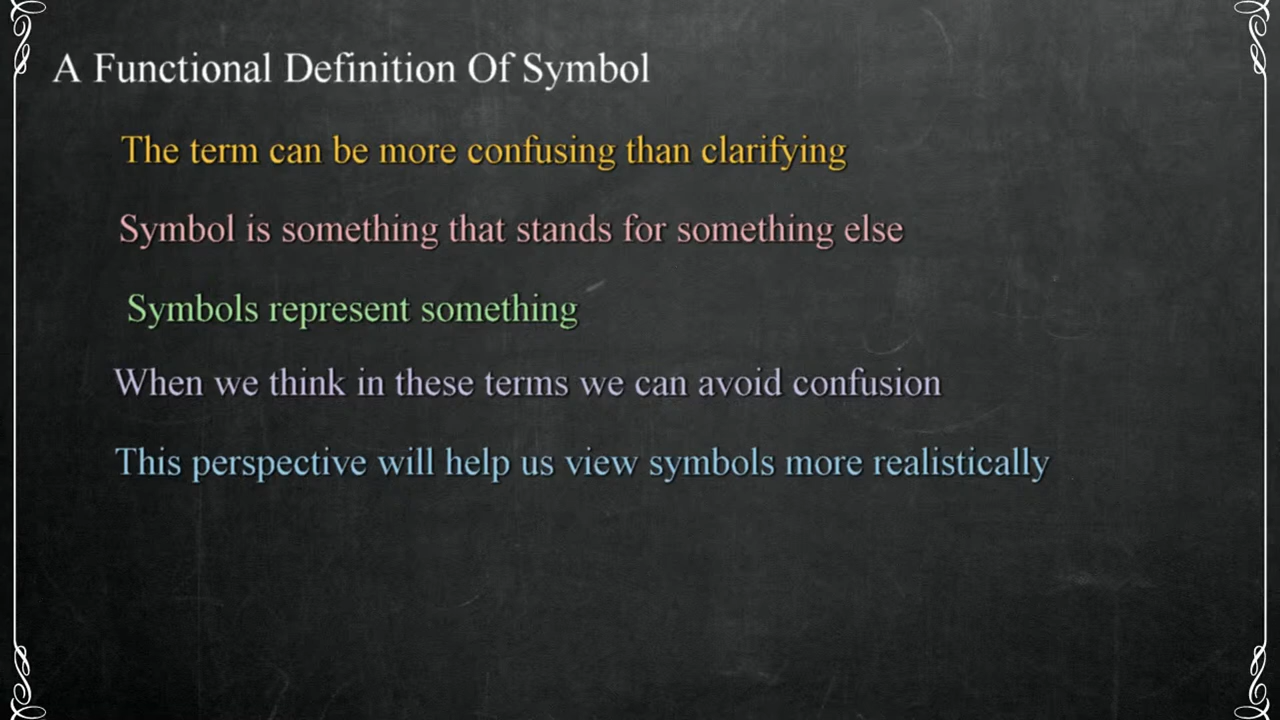 A Functional Definition Of Symbol
The term can be more confusing than clarifying
Symbol is something that stands for something else
Symbols represent something
When we think in these terms we can avoid confusion
This perspective will help us view symbols more realistically